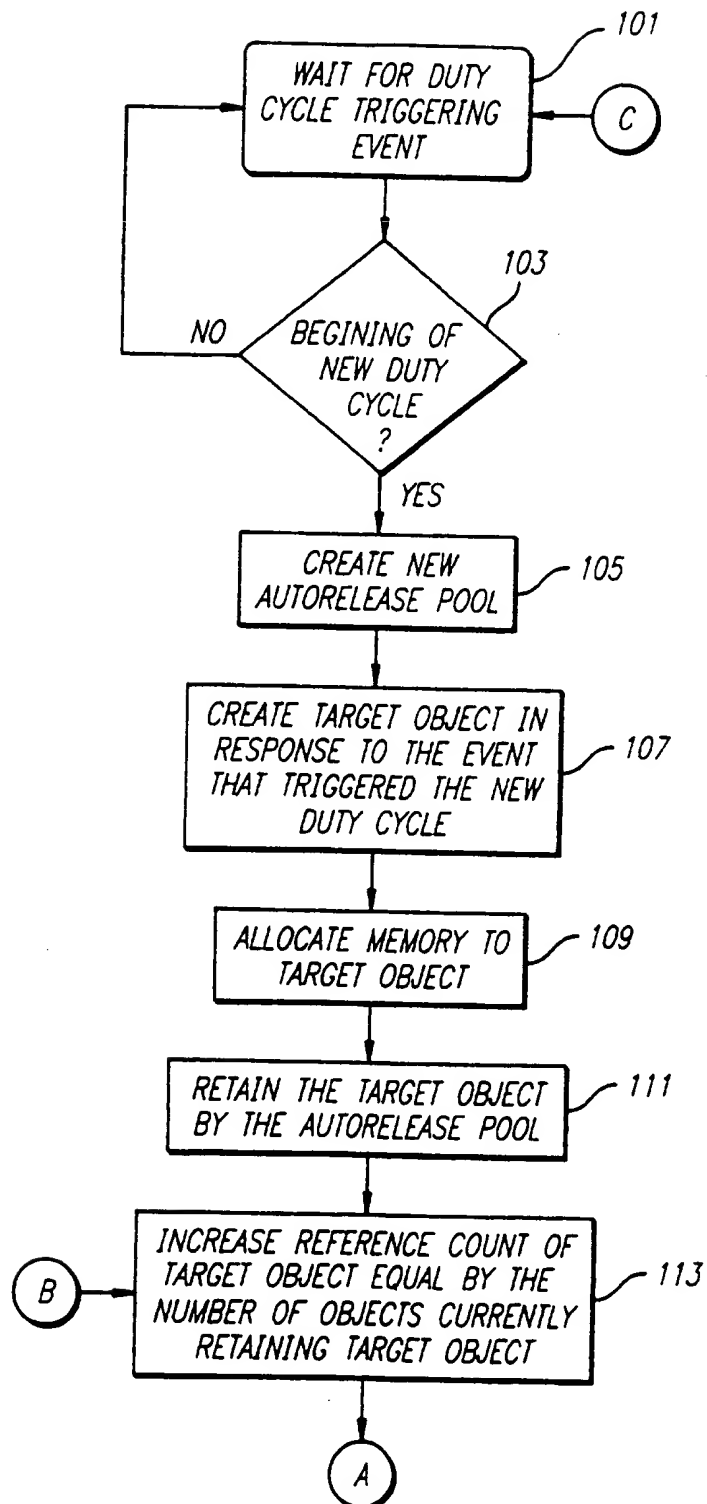 101
WAIT FOR DUTY
CYCLE TRIGGERING
EVENT
C
103
NO
BEGINING OF
NEW DUTY
CYCLE
?
YES
CREATE NEW
AUTORELEASE POOL
105
CREATE TARGET OBJECT IN
RESPONSE TO THE EVENT
THAT TRIGGERED THE NEW
DUTY CYCLE
107
ALLOCATE MEMORY TO
TARGET OBJECT
109
RETAIN THE TARGET OBJECT
BY THE AUTORELEASE POOL
111
INCREASE REFERENCE COUNT OF
TARGET OBJECT EQUAL BY THE
NUMBER OF OBJECTS CURRENTLY
RETAINING TARGET OBJECT
113
B
A